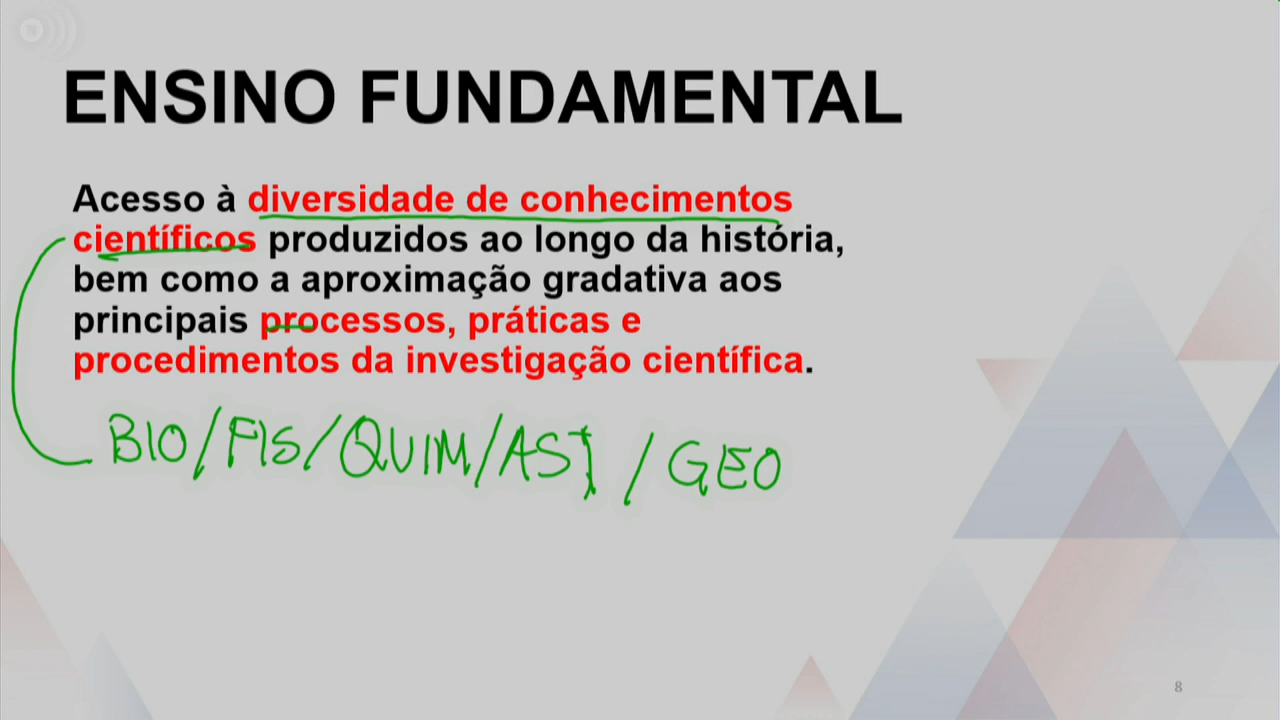 ENSINO FUNDAMENTAL
Acesso à diversidade de conhecimentos
científicos produzidos ao longo da história,
bem como a aproximação gradativa aos
principais processos, práticas e
procedimentos da investigação científica.
BIO/FIS/QUIM/AST/GEO
8